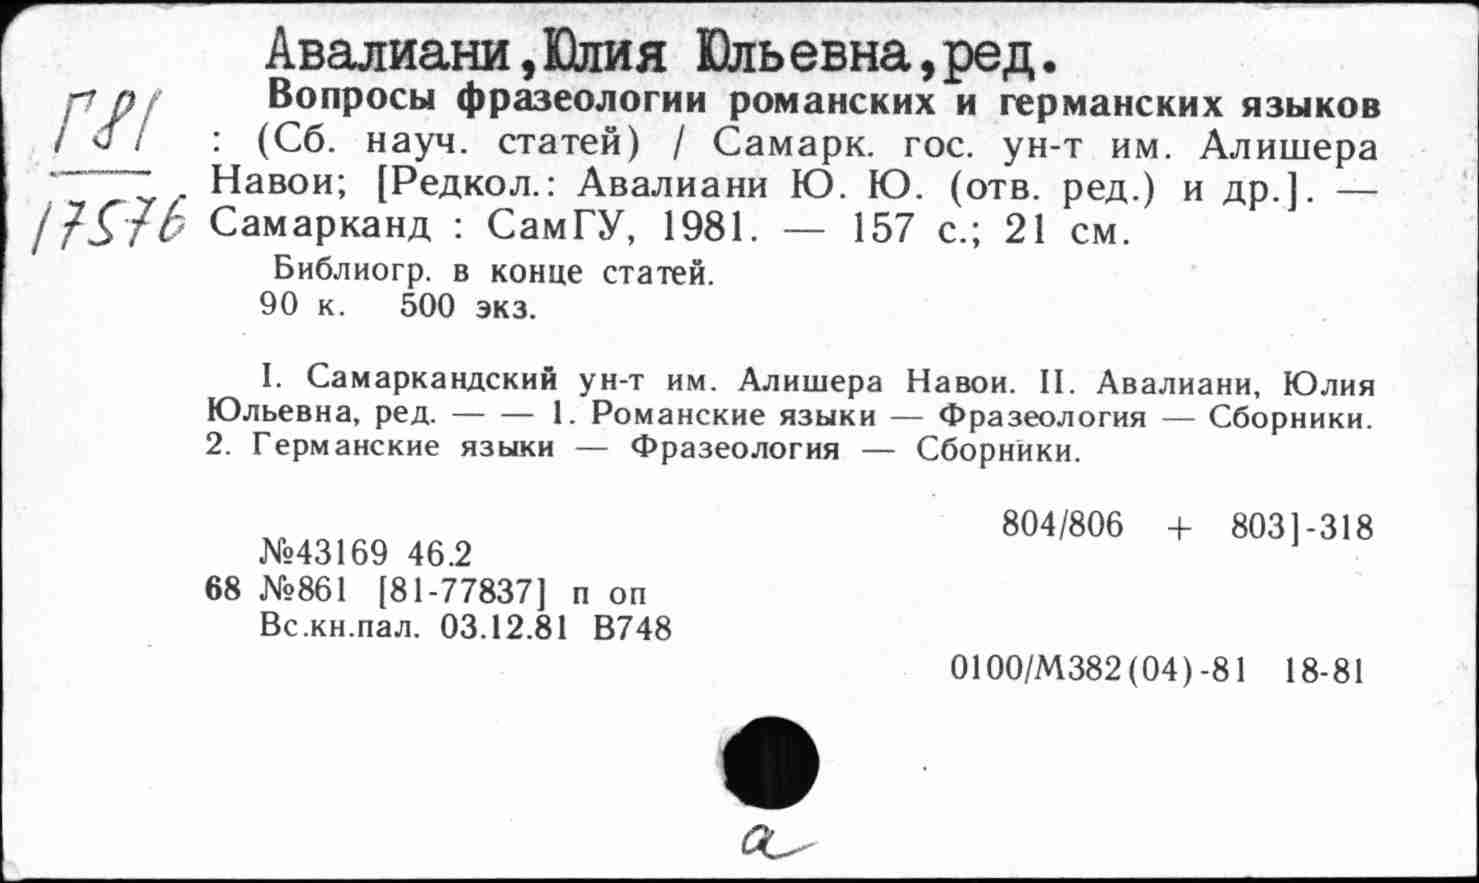 Авалиани,Юлия Юльевна,ред.
Г81
17576
Вопросы фразеологии романских и германских языков
: (Сб. науч. статей) / Самарк. гос. ун-т им. Алишера
Навои; [Редкол.: Авалиани Ю. Ю. (отв. ред.) и др.]. —
Самарканд : СамГУ, 1981. — 157 с.; 21 см.
Библиогр. в конце статей.
90 к. 500 экз.
I. Самаркандский ун-т им. Алишера Навои. II. Авалиани, Юлия
Юльевна, ред. — — 1. Романские языки — Фразеология — Сборники.
2. Германские языки — Фразеология — Сборники.
804/806 + 803]-318
№43169 46.2
68 №861 [81-77837] п оп
Вс.кн.пал. 03.12.81 В748
0100/М382(04)-81 18-81
а